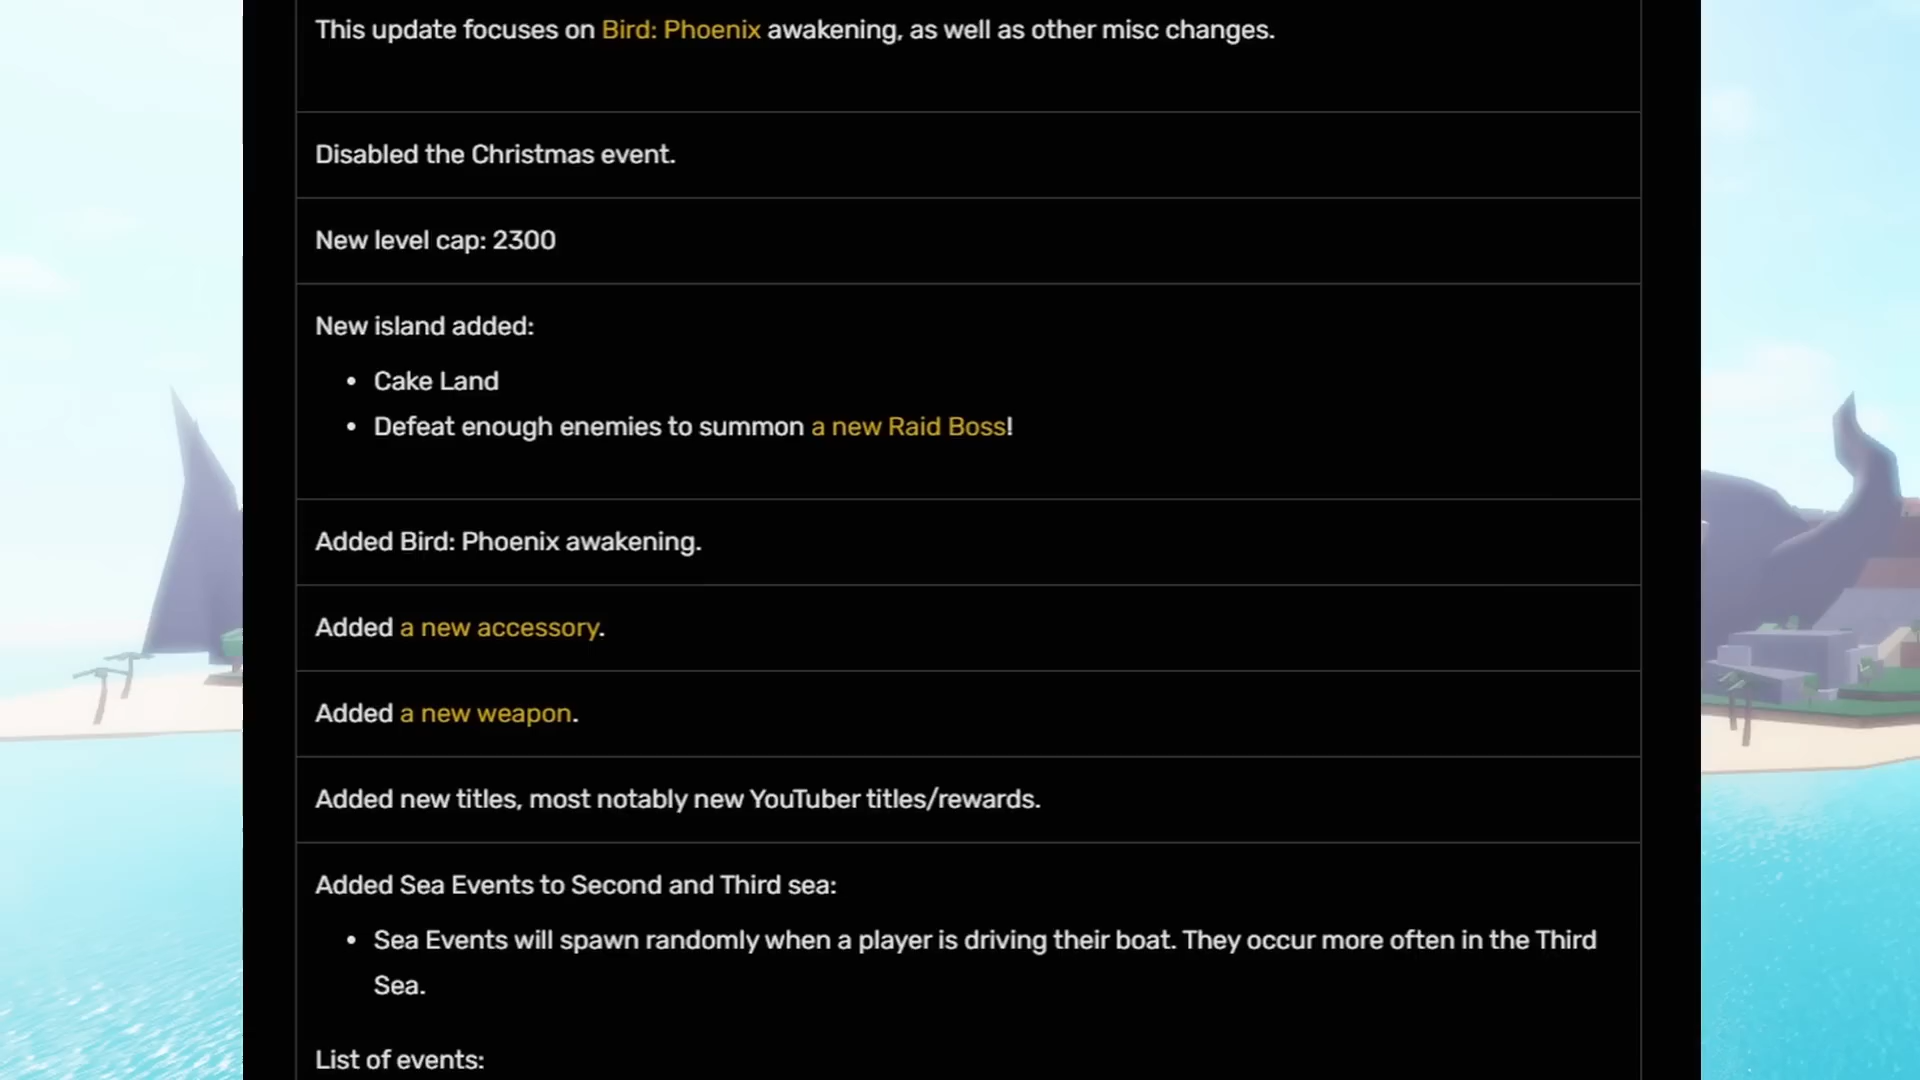 This update focuses on Bird: Phoenix awakening, as well as other misc changes.
Disabled the Christmas event.
New level cap: 2300
New island added:
• Cake Land
• Defeat enough enemies to summon a new Raid Boss!
Added Bird: Phoenix awakening.
Added a new accessory.
Added a new weapon.
Added new titles, most notably new YouTuber titles/rewards.
Added Sea Events to Second and Third sea:
• Sea Events will spawn randomly when a player is driving their boat. They occur more often in the Third
Sea.
List of events: